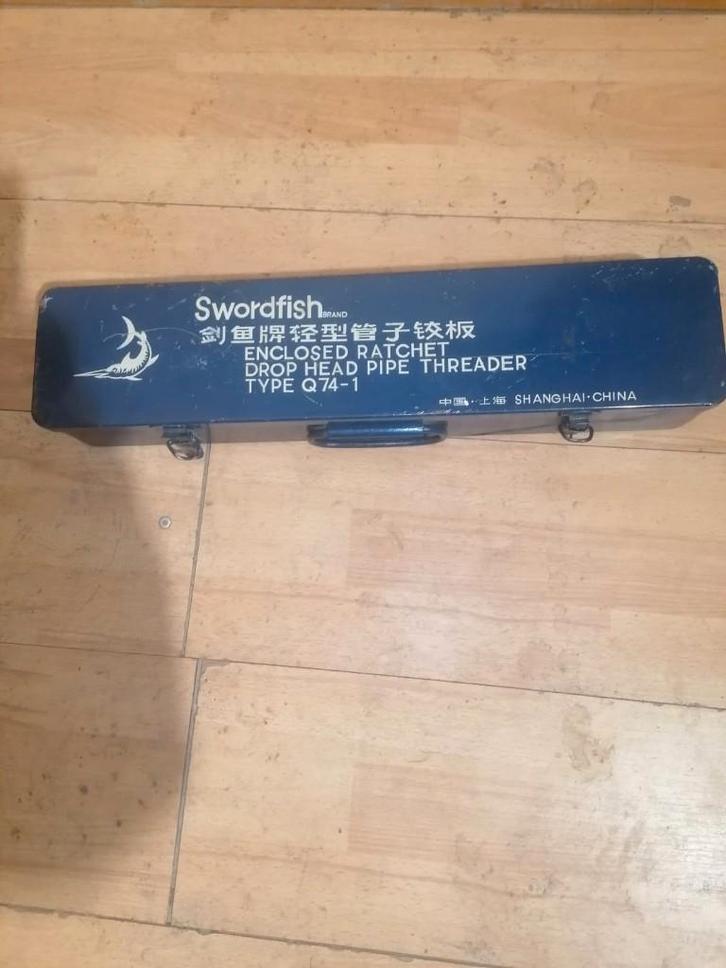 Swordfish BRAND
剑鱼牌轻型管子铰板
ENCLOSED RATCHET
DROP HEAD PIPE THREADER
TYPE Q74-1
中国·上海 SHANGHAI·CHINA